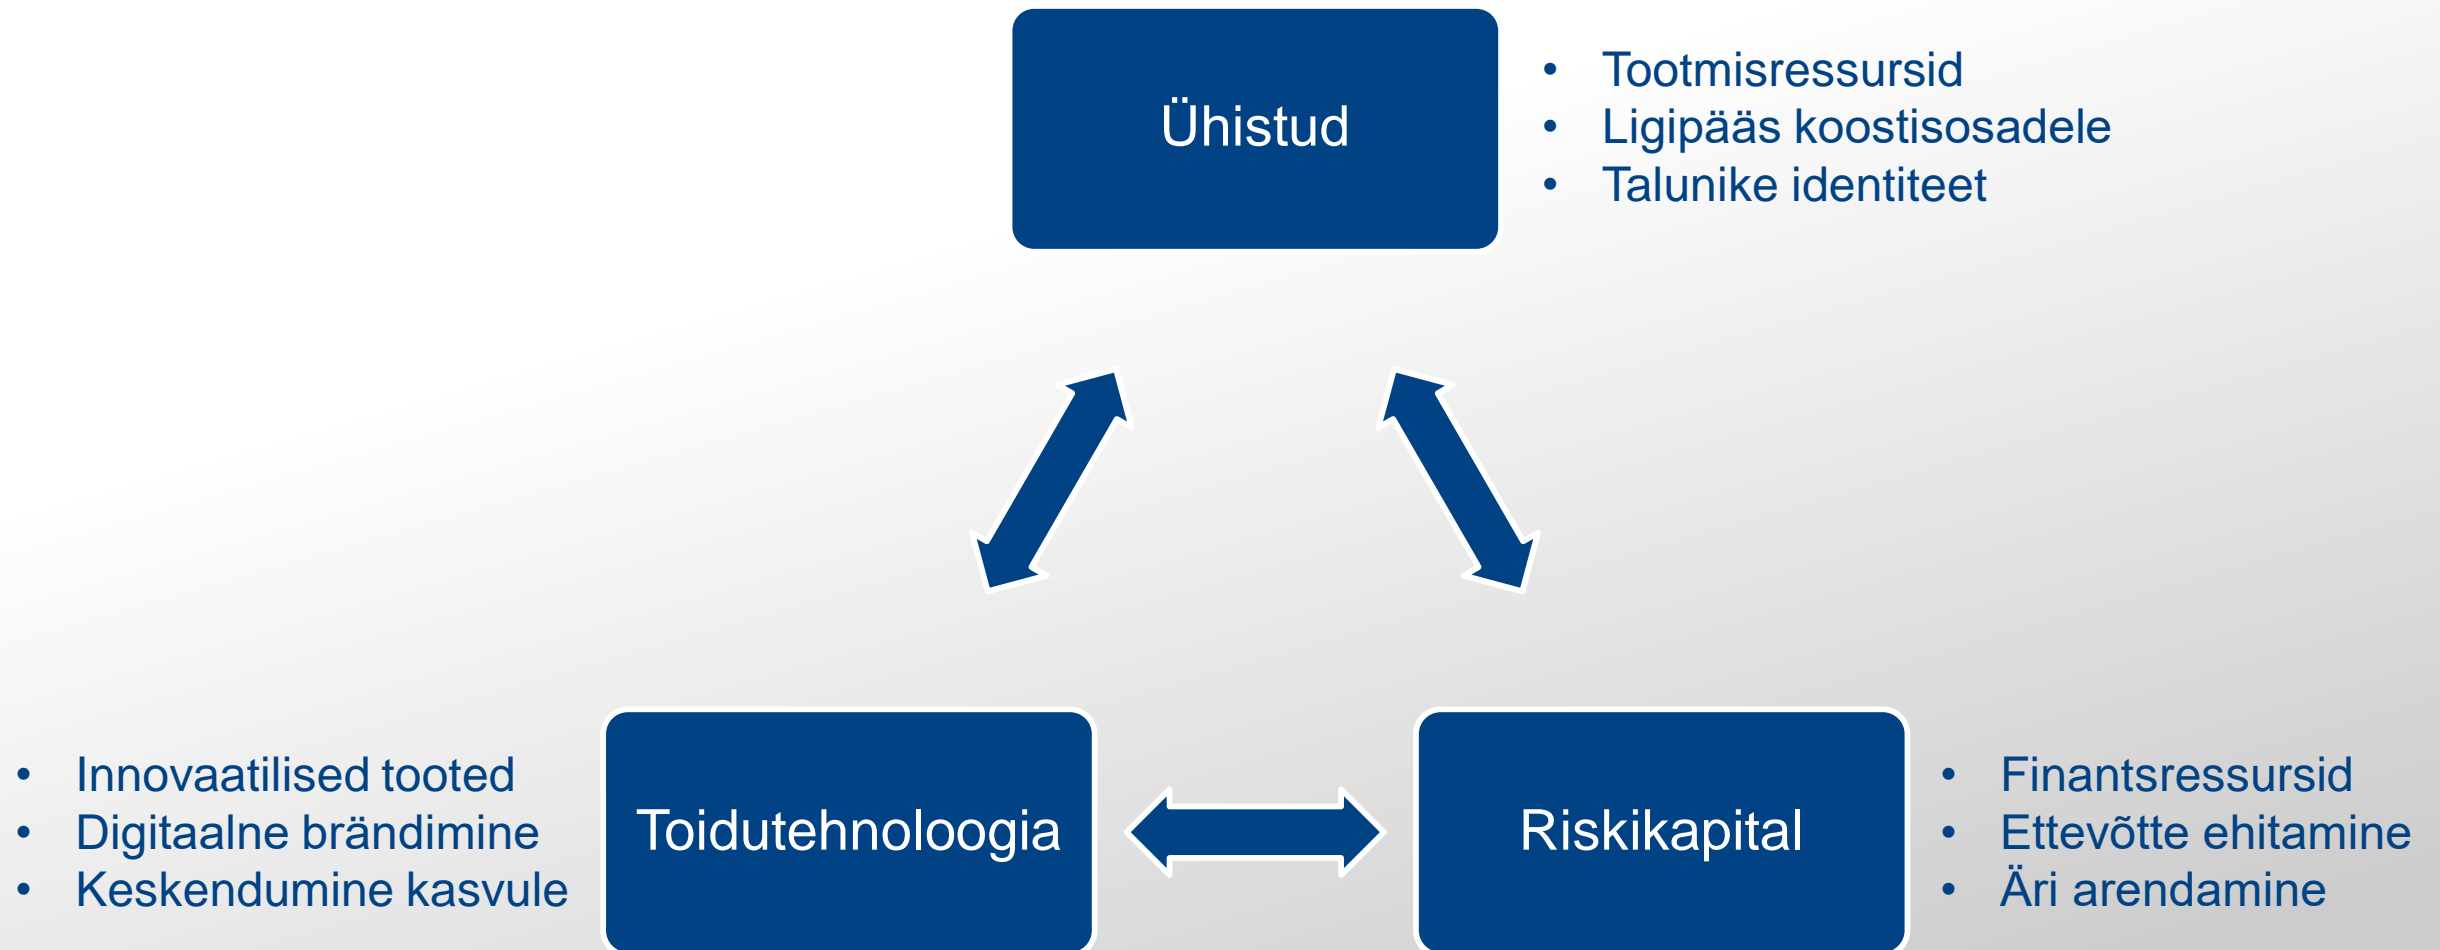 Ühistud
• Tootmisressursid
• Ligipääs koostisosadele
• Talunike identiteet
• Innovaatilised tooted
• Digitaalne brändimine
• Keskendumine kasvule
Toidutehnoloogia
Riskikapital
• Finantsressursid
• Ettevõtte ehitamine
• Äri arendamine